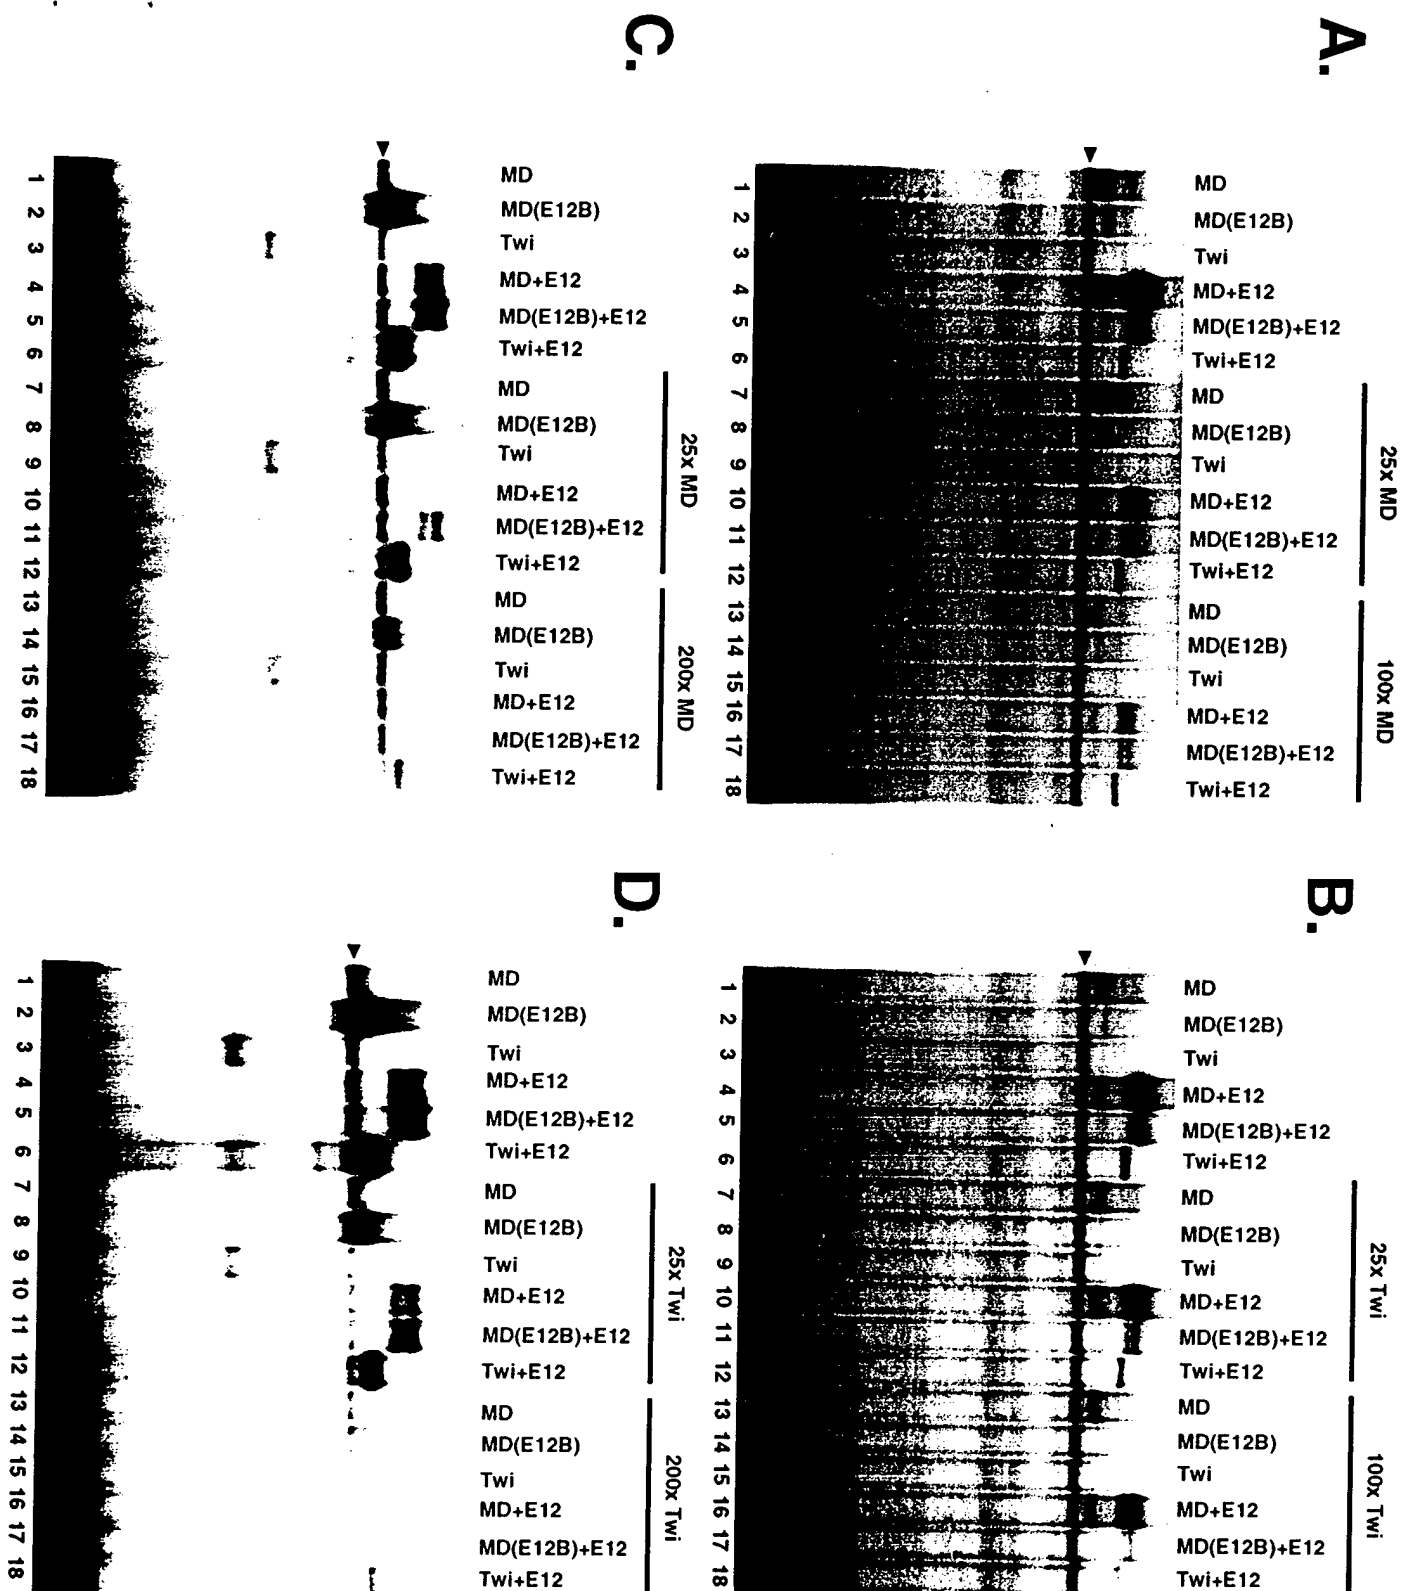 A.
25x MD
100x MD
MD
MD(E12B)
Twi
MD+E12
MD(E12B)+E12
Twi+E12
MD
MD(E12B)
Twi
MD+E12
MD(E12B)+E12
Twi+E12
MD
MD(E12B)
Twi
MD+E12
MD(E12B)+E12
Twi+E12
1 2 3 4 5 6 7 8 9 10 11 12 13 14 15 16 17 18
B.
25x Twi
100x Twi
MD
MD(E12B)
Twi
MD+E12
MD(E12B)+E12
Twi+E12
MD
MD(E12B)
Twi
MD+E12
MD(E12B)+E12
Twi+E12
MD
MD(E12B)
Twi
MD+E12
MD(E12B)+E12
Twi+E12
1 2 3 4 5 6 7 8 9 10 11 12 13 14 15 16 17 18
C.
25x MD
200x MD
MD
MD(E12B)
Twi
MD+E12
MD(E12B)+E12
Twi+E12
MD
MD(E12B)
Twi
MD+E12
MD(E12B)+E12
Twi+E12
MD
MD(E12B)
Twi
MD+E12
MD(E12B)+E12
Twi+E12
1 2 3 4 5 6 7 8 9 10 11 12 13 14 15 16 17 18
D.
25x Twi
200x Twi
MD
MD(E12B)
Twi
MD+E12
MD(E12B)+E12
Twi+E12
MD
MD(E12B)
Twi
MD+E12
MD(E12B)+E12
Twi+E12
MD
MD(E12B)
Twi
MD+E12
MD(E12B)+E12
Twi+E12
1 2 3 4 5 6 7 8 9 10 11 12 13 14 15 16 17 18